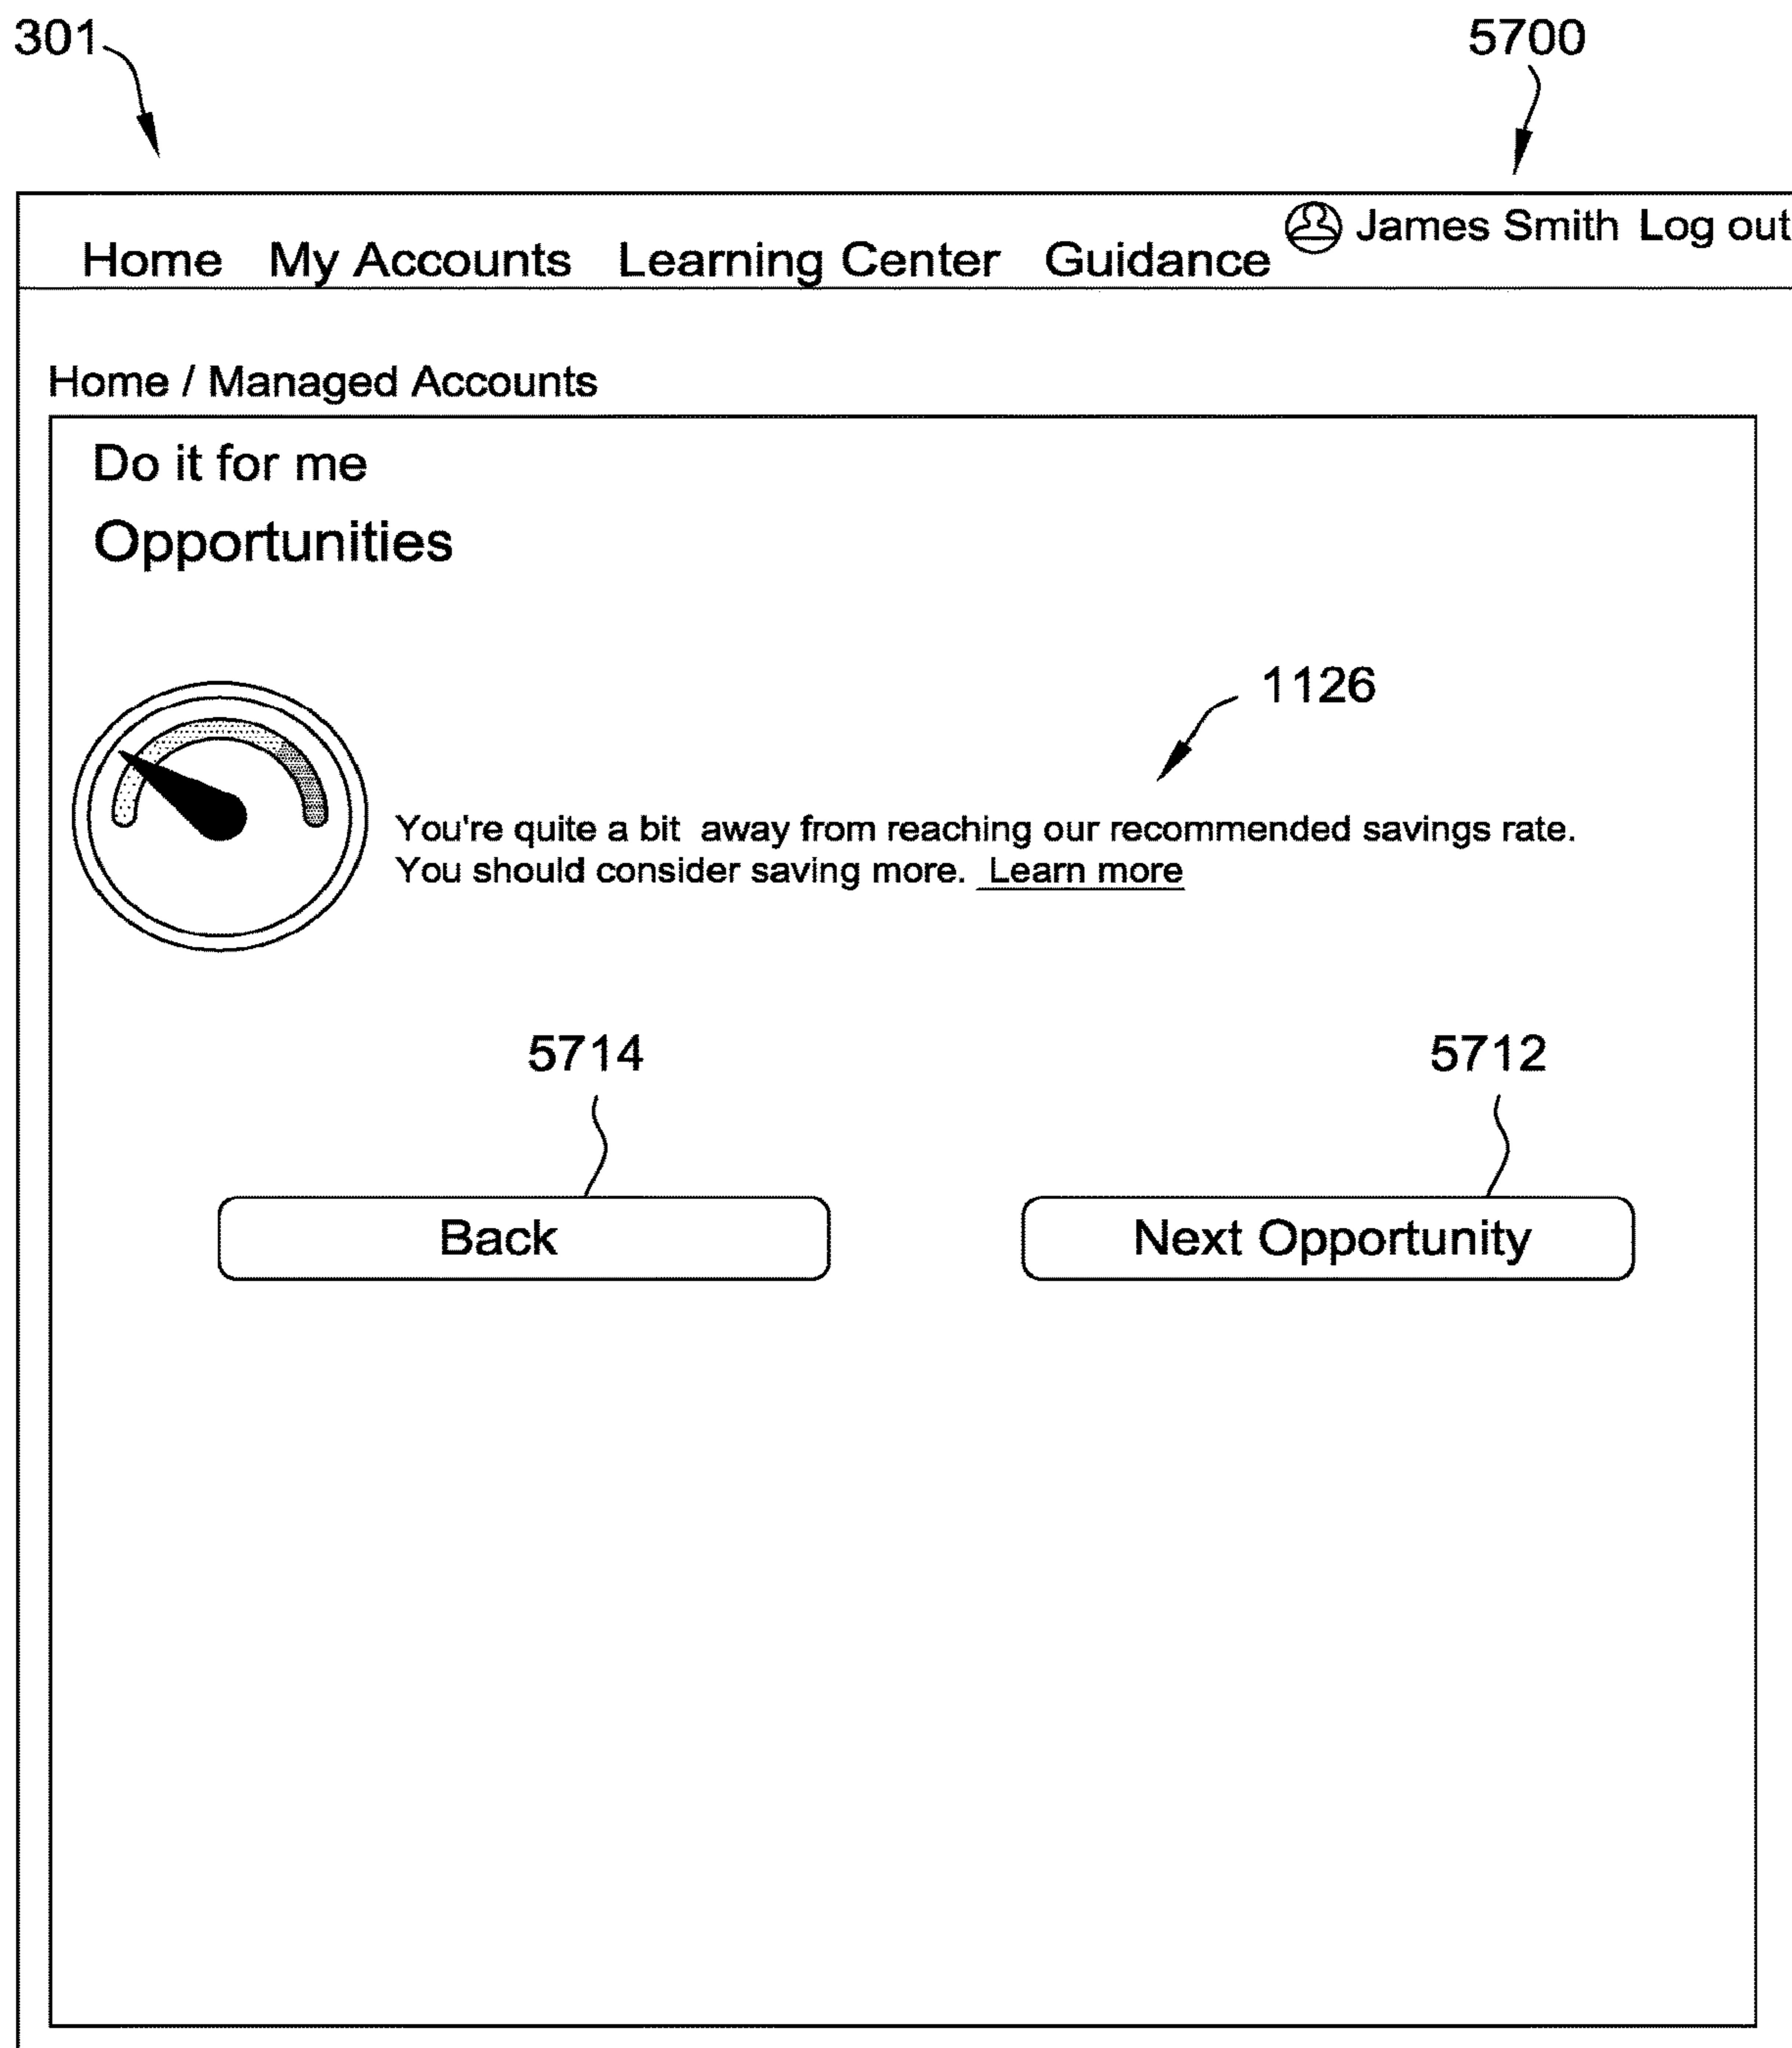 301
5700
James Smith Log out
Home My Accounts Learning Center Guidance
Home / Managed Accounts
Do it for me
Opportunities
1126
You're quite a bit away from reaching our recommended savings rate.
You should consider saving more. Learn more
5714
5712
Back
Next Opportunity